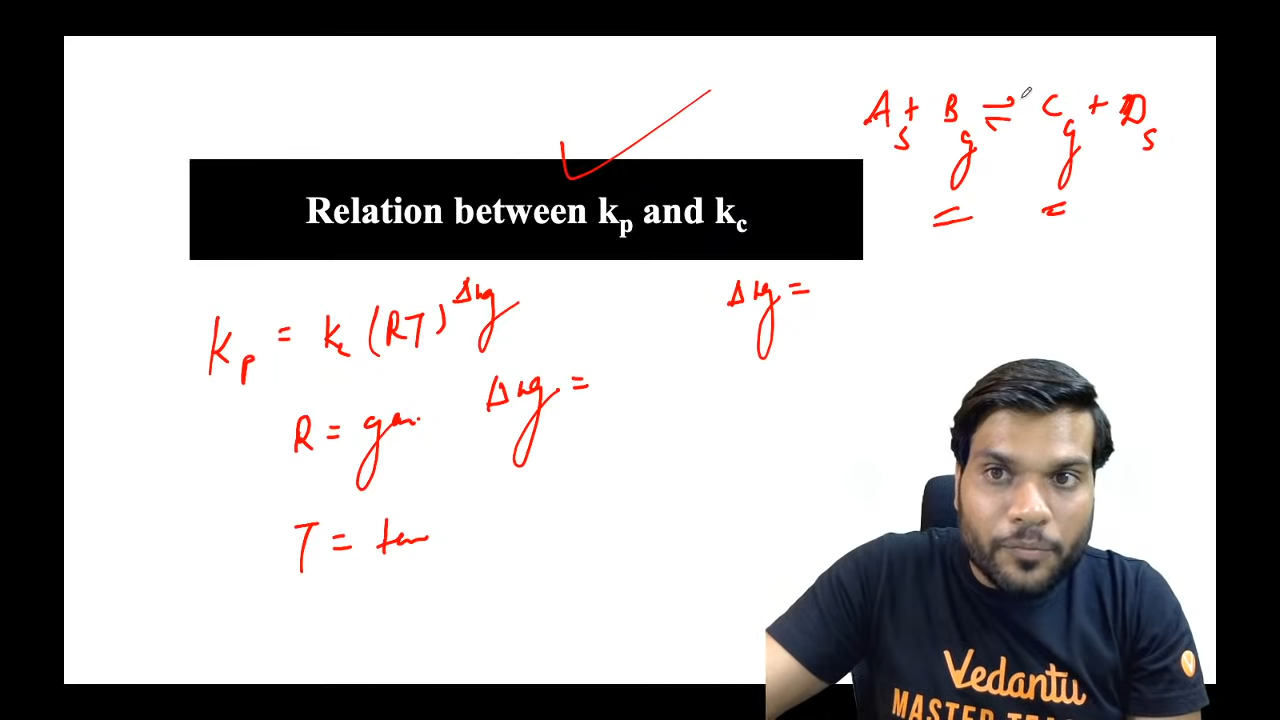 A(s) + B(g) ⇌ C(g) + D(s)
Relation between kp and kc
Kp = Kc (RT)^Δng
Δng =
Δng =
R = gas.
T = tem
Vedantu
MASTER TEA
V